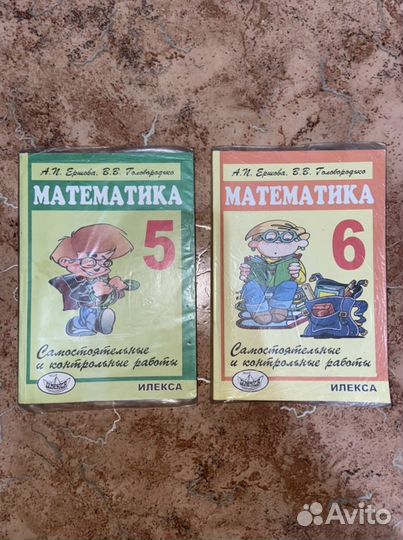 А.П. Ершова, В.В. Голобородько
МАТЕМАТИКА
5
Самостоятельные
и контрольные работы
ИЛЕКСА
А.П. Ершова, В.В. Голобородько
МАТЕМАТИКА
6
Самостоятельные
и контрольные работы
ИЛЕКСА
Avito